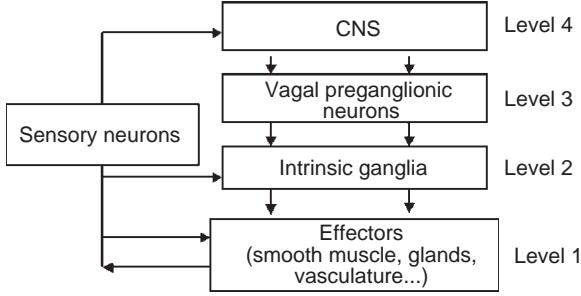 CNS
Level 4
Vagal preganglionic
neurons
Level 3
Sensory neurons
Intrinsic ganglia
Level 2
Effectors
(smooth muscle, glands,
vasculature...)
Level 1